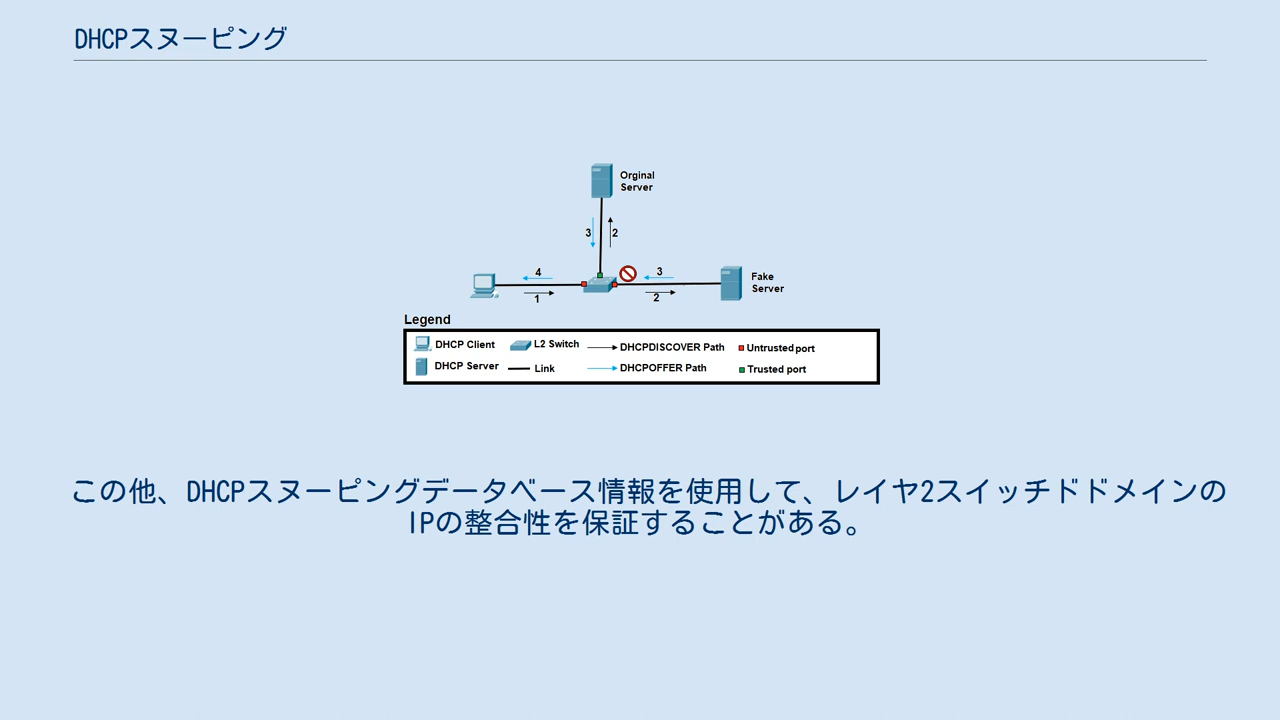 DHCPスヌーピング
Orginal
Server
3
2
4
3
Fake
Server
1
2
Legend
DHCP Client
L2 Switch
DHCPDISCOVER Path
Untrusted port
DHCP Server
Link
DHCPOFFER Path
Trusted port
この他、DHCPスヌーピングデータベース情報を使用して、レイヤ2スイッチドドメインの
IPの整合性を保証することがある。